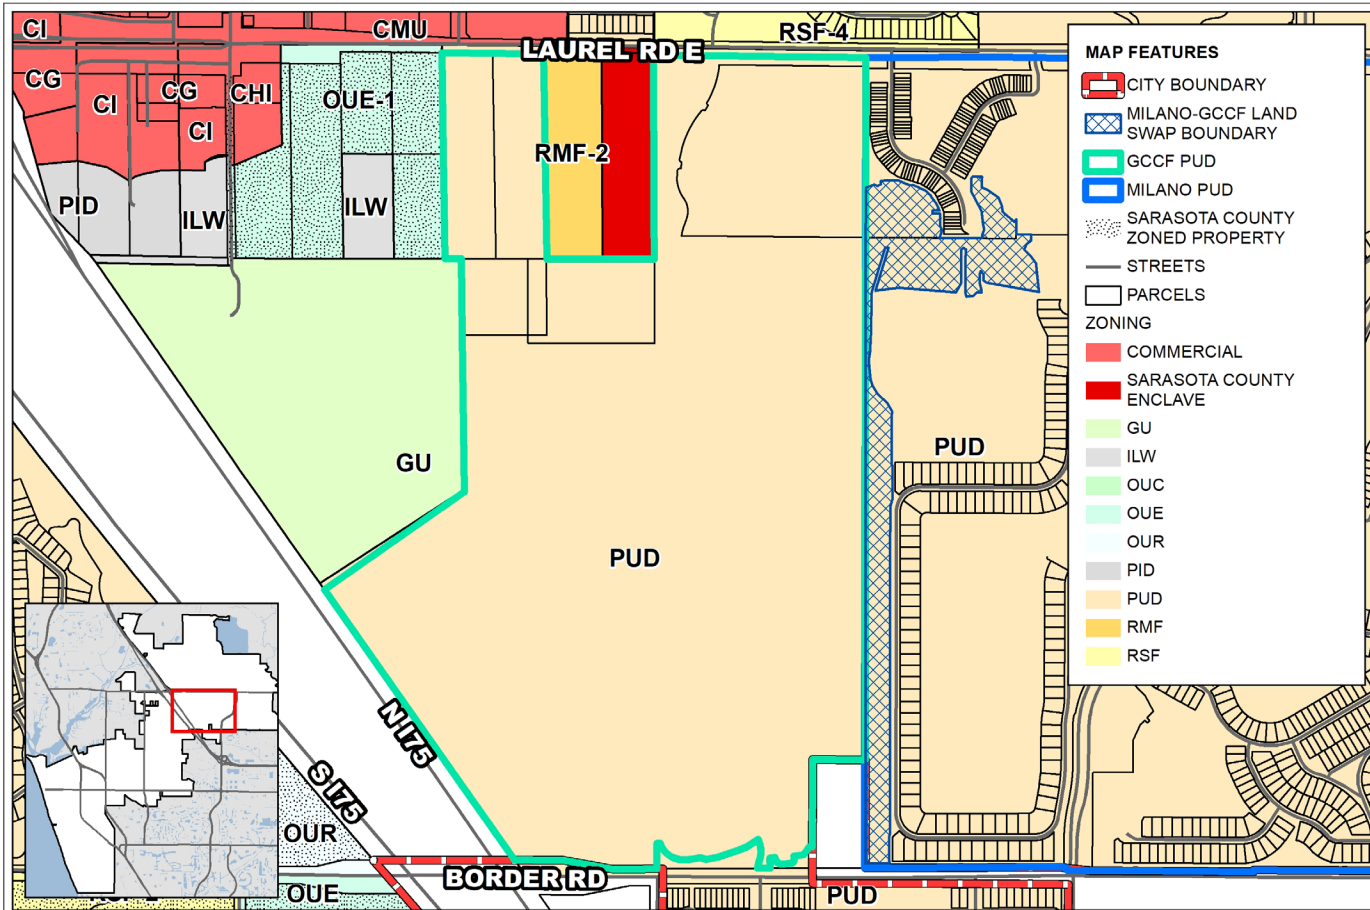 CI
CMU
RSF-4
LAUREL RD E
CG
CI
CG
CHI
CI
OUE-1
RMF-2
PID
ILW
ILW
GU
PUD
PUD
N I75
S I75
OUR
BORDER RD
OUE
PUD
MAP FEATURES
CITY BOUNDARY
MILANO-GCCF LAND
SWAP BOUNDARY
GCCF PUD
MILANO PUD
SARASOTA COUNTY
ZONED PROPERTY
STREETS
PARCELS
ZONING
COMMERCIAL
SARASOTA COUNTY
ENCLAVE
GU
ILW
OUC
OUE
OUR
PID
PUD
RMF
RSF